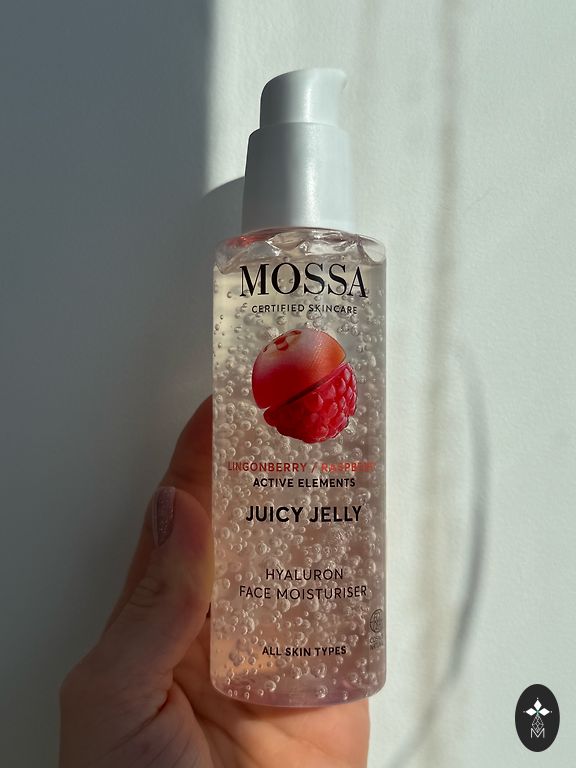 MOSSA
CERTIFIED SKINCARE
LINGONBERRY / RASPBERRY
ACTIVE ELEMENTS
JUICY JELLY
HYALURON
FACE MOISTURISER
ALL SKIN TYPES
M